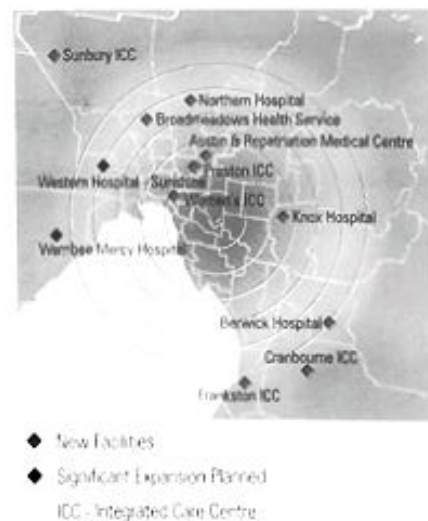 Sunbury ICC
Northern Hospital
Broadmeadows Health Service
Austin & Repatriation Medical Centre
Western Hospital - Sunshine
Preston ICC
Women's ICC
Knox Hospital
Werribee Mercy Hospital
Berwick Hospital
Cranbourne ICC
Frankston ICC
New Facilities
Significant Expansion Planned
ICC - Integrated Care Centre